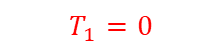 T₁ = 0